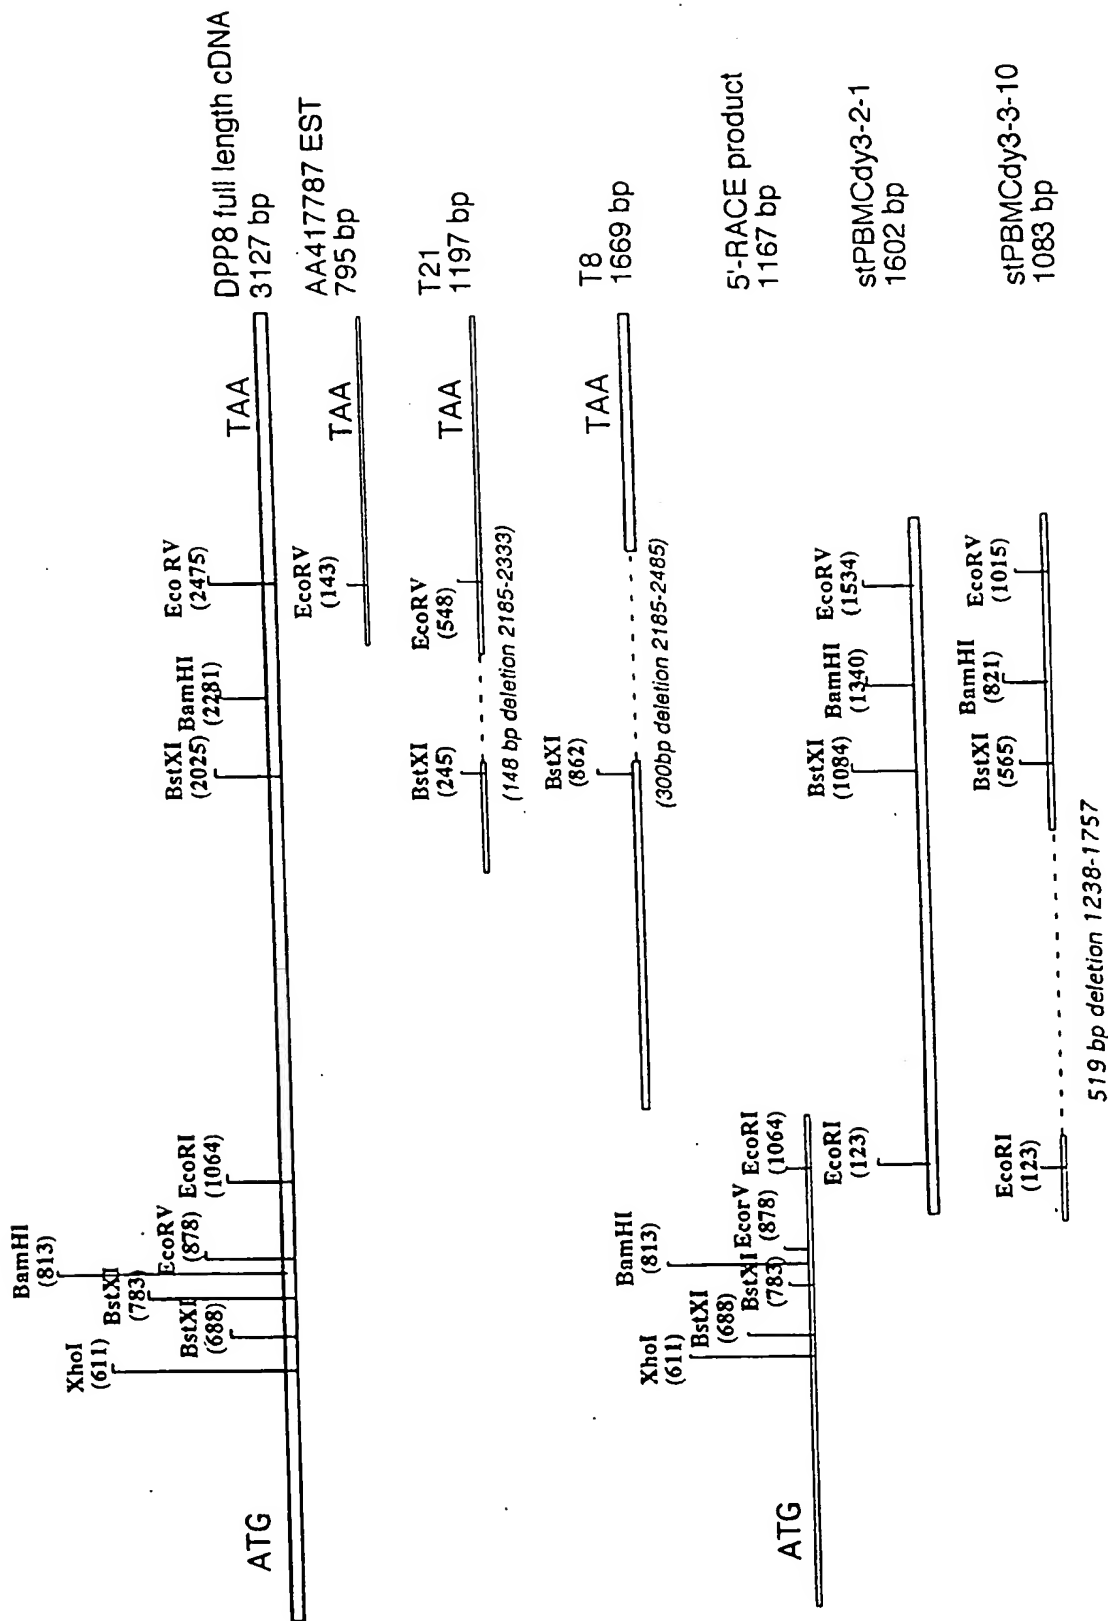 DPP8 full length cDNA
3127 bp
ATG
XhoI
(611)
BstXI
(688)
BstXI
(783)
BamHI
(813)
EcoRV
(878)
EcoRI
(1064)
BstXI
(2025)
BamHI
(2281)
Eco RV
(2475)
TAA
AA417787 EST
795 bp
EcoRV
(143)
TAA
T21
1197 bp
BstXI
(245)
EcoRV
(548)
TAA
(148 bp deletion 2185-2333)
T8
1669 bp
BstXI
(862)
TAA
(300bp deletion 2185-2485)
5'-RACE product
1167 bp
ATG
XhoI
(611)
BstXI
(688)
BstXI
(783)
BamHI
(813)
EcorV
(878)
EcoRI
(1064)
stPBMCdy3-2-1
1602 bp
EcoRI
(123)
BstXI
(1084)
BamHI
(1340)
EcoRV
(1534)
stPBMCdy3-3-10
1083 bp
EcoRI
(123)
BstXI
(565)
BamHI
(821)
EcoRV
(1015)
519 bp deletion 1238-1757